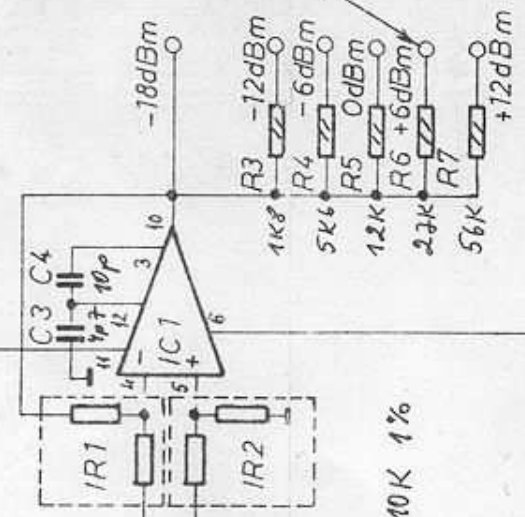 -18dBm
-12dBm
-6dBm
0dBm
+6dBm
+12dBm
R3
R4
R5
R6
R7
1K8
5K6
12K
27K
56K
C4
10p
C3
4p7
10
3
12
11
IC1
-
+
4
5
6
IR1
IR2
10K 1%